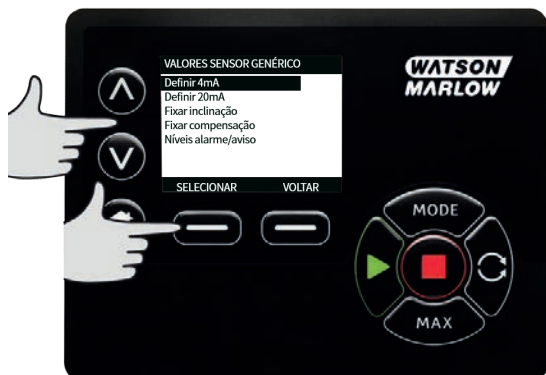 VALORES SENSOR GENÉRICO
Definir 4mA
Definir 20mA
Fixar inclinação
Fixar compensação
Níveis alarme/aviso
SELECIONAR VOLTAR
WATSON
MARLOW
MODE
MAX